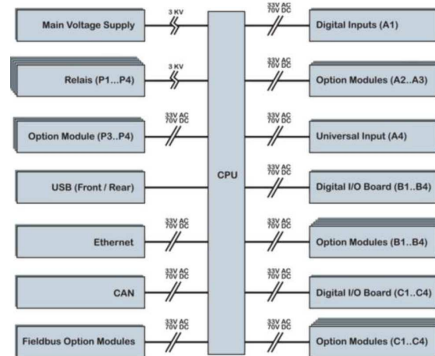 Main Voltage Supply
3 KV
33V AC
70V DC
Digital Inputs (A1)
Relais (P1...P4)
3 KV
33V AC
70V DC
Option Modules (A2..A3)
Option Module (P3..P4)
33V AC
70V DC
33V AC
70V DC
Universal Input (A4)
USB (Front / Rear)
CPU
33V AC
70V DC
Digital I/O Board (B1..B4)
Ethernet
33V AC
70V DC
33V AC
70V DC
Option Modules (B1..B4)
CAN
33V AC
70V DC
33V AC
70V DC
Digital I/O Board (C1..C4)
Fieldbus Option Modules
33V AC
70V DC
33V AC
70V DC
Option Modules (C1..C4)